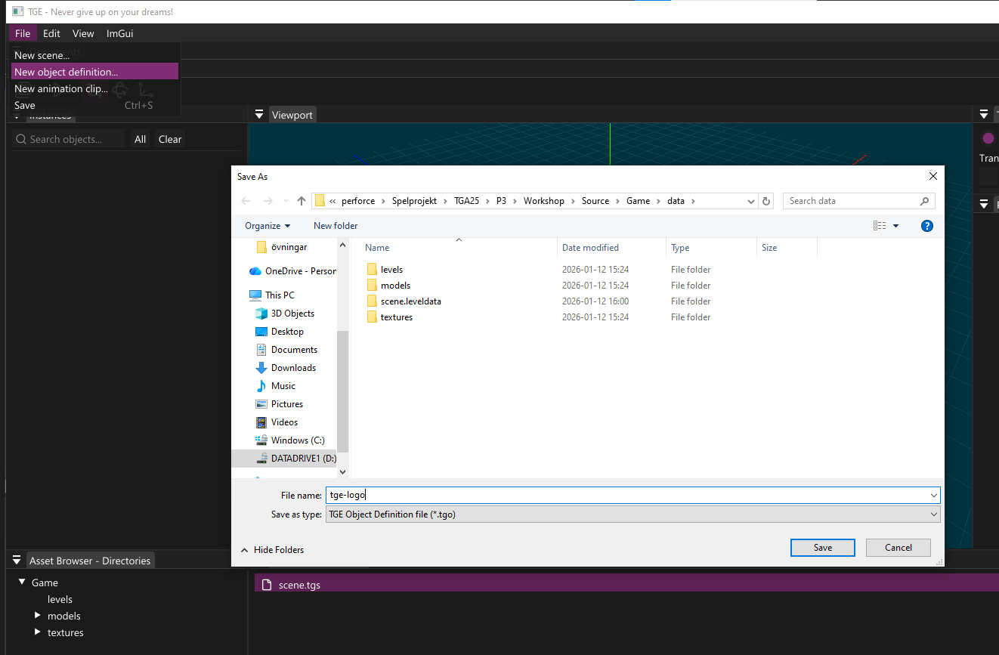 TGE - Never give up on your dreams!
File Edit View ImGui
New scene...
New object definition...
New animation clip...
Save Ctrl+S
Instances
Viewport
Search objects... All Clear
Tran
Save As
« perforce › Spelprojekt › TGA25 › P3 › Workshop › Source › Game › data ›
Search data
Organize New folder
?
övningar
OneDrive - Person
This PC
3D Objects
Desktop
Documents
Downloads
Music
Pictures
Videos
Windows (C:)
DATADRIVE1 (D:)
Name Date modified Type Size
levels 2026-01-12 15:24 File folder
models 2026-01-12 15:24 File folder
scene.leveldata 2026-01-12 16:00 File folder
textures 2026-01-12 15:24 File folder
File name: tge-logo
Save as type: TGE Object Definition file (*.tgo)
Hide Folders
Save Cancel
Asset Browser - Directories
Game
levels
models
textures
scene.tgs